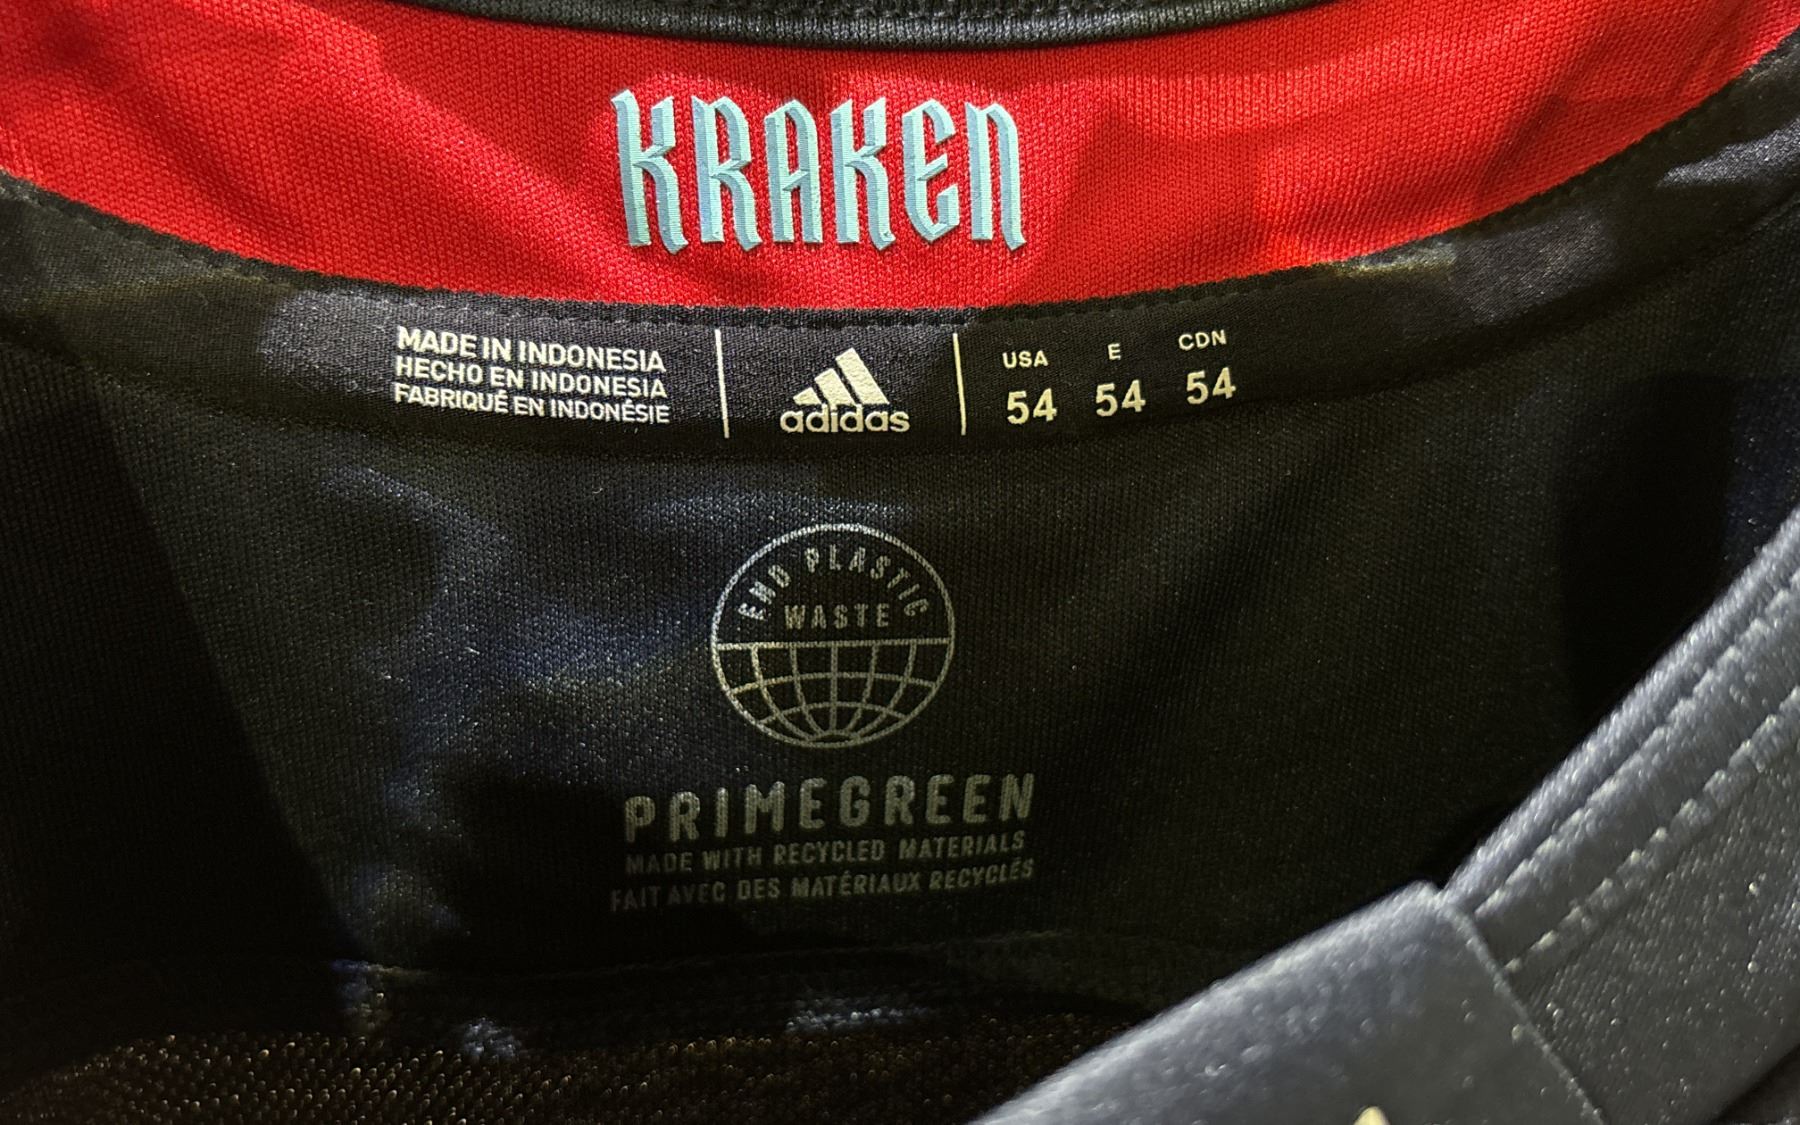 KRAKEN
MADE IN INDONESIA
HECHO EN INDONESIA
FABRIQUÉ EN INDONÉSIE
adidas
USA E CDN
54 54 54
END PLASTIC
WASTE
PRIMEGREEN
MADE WITH RECYCLED MATERIALS
FAIT AVEC DES MATÉRIAUX RECYCLÉS